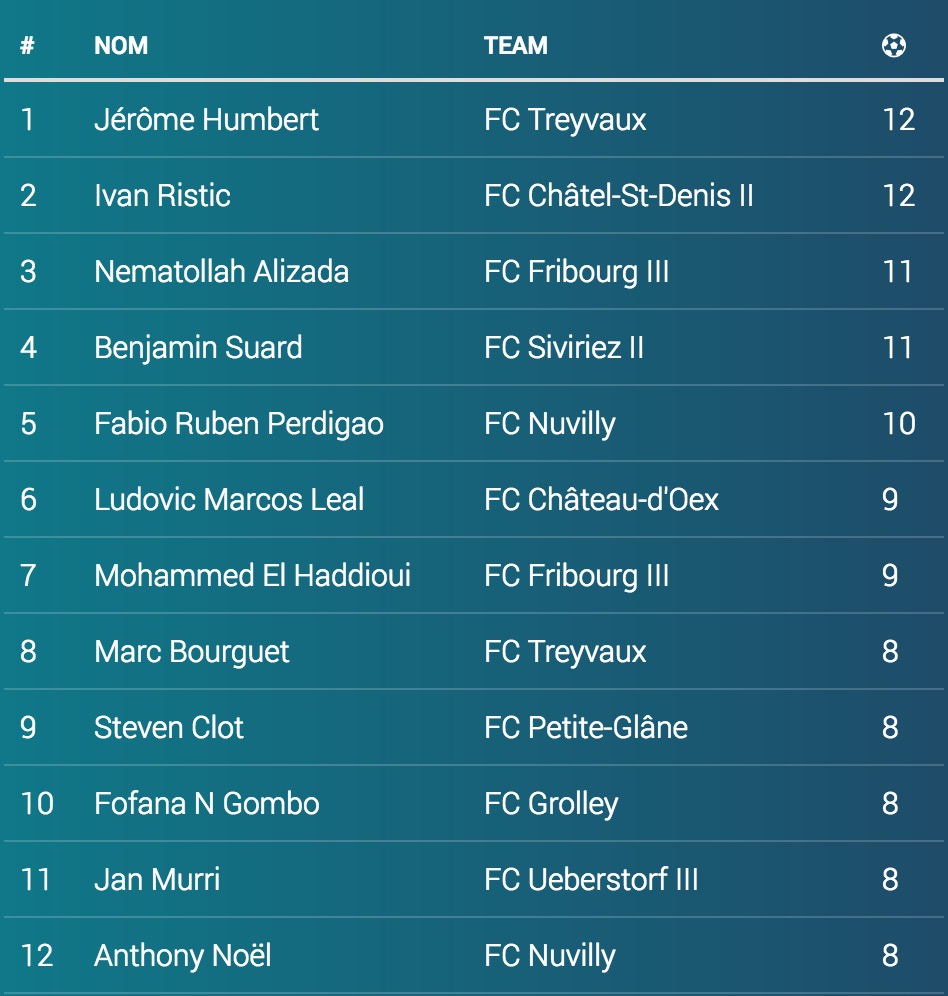 # NOM TEAM
1 Jérôme Humbert FC Treyvaux 12
2 Ivan Ristic FC Châtel-St-Denis II 12
3 Nematollah Alizada FC Fribourg III 11
4 Benjamin Suard FC Siviriez II 11
5 Fabio Ruben Perdigao FC Nuvilly 10
6 Ludovic Marcos Leal FC Château-d'Oex 9
7 Mohammed El Haddioui FC Fribourg III 9
8 Marc Bourguet FC Treyvaux 8
9 Steven Clot FC Petite-Glâne 8
10 Fofana N Gombo FC Grolley 8
11 Jan Murri FC Ueberstorf III 8
12 Anthony Noël FC Nuvilly 8